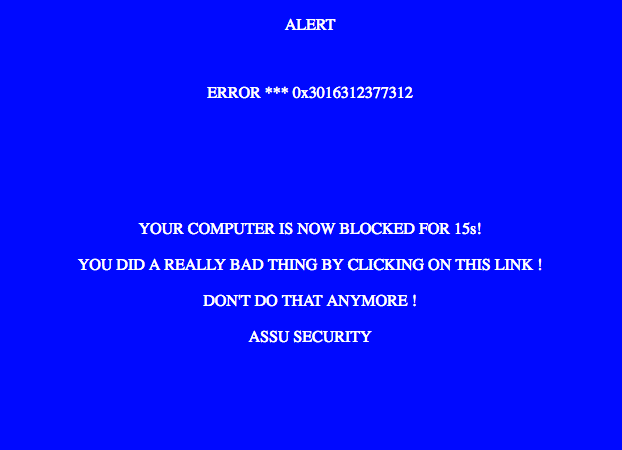 ALERT
ERROR *** 0x3016312377312
YOUR COMPUTER IS NOW BLOCKED FOR 15s!
YOU DID A REALLY BAD THING BY CLICKING ON THIS LINK !
DON'T DO THAT ANYMORE !
ASSU SECURITY